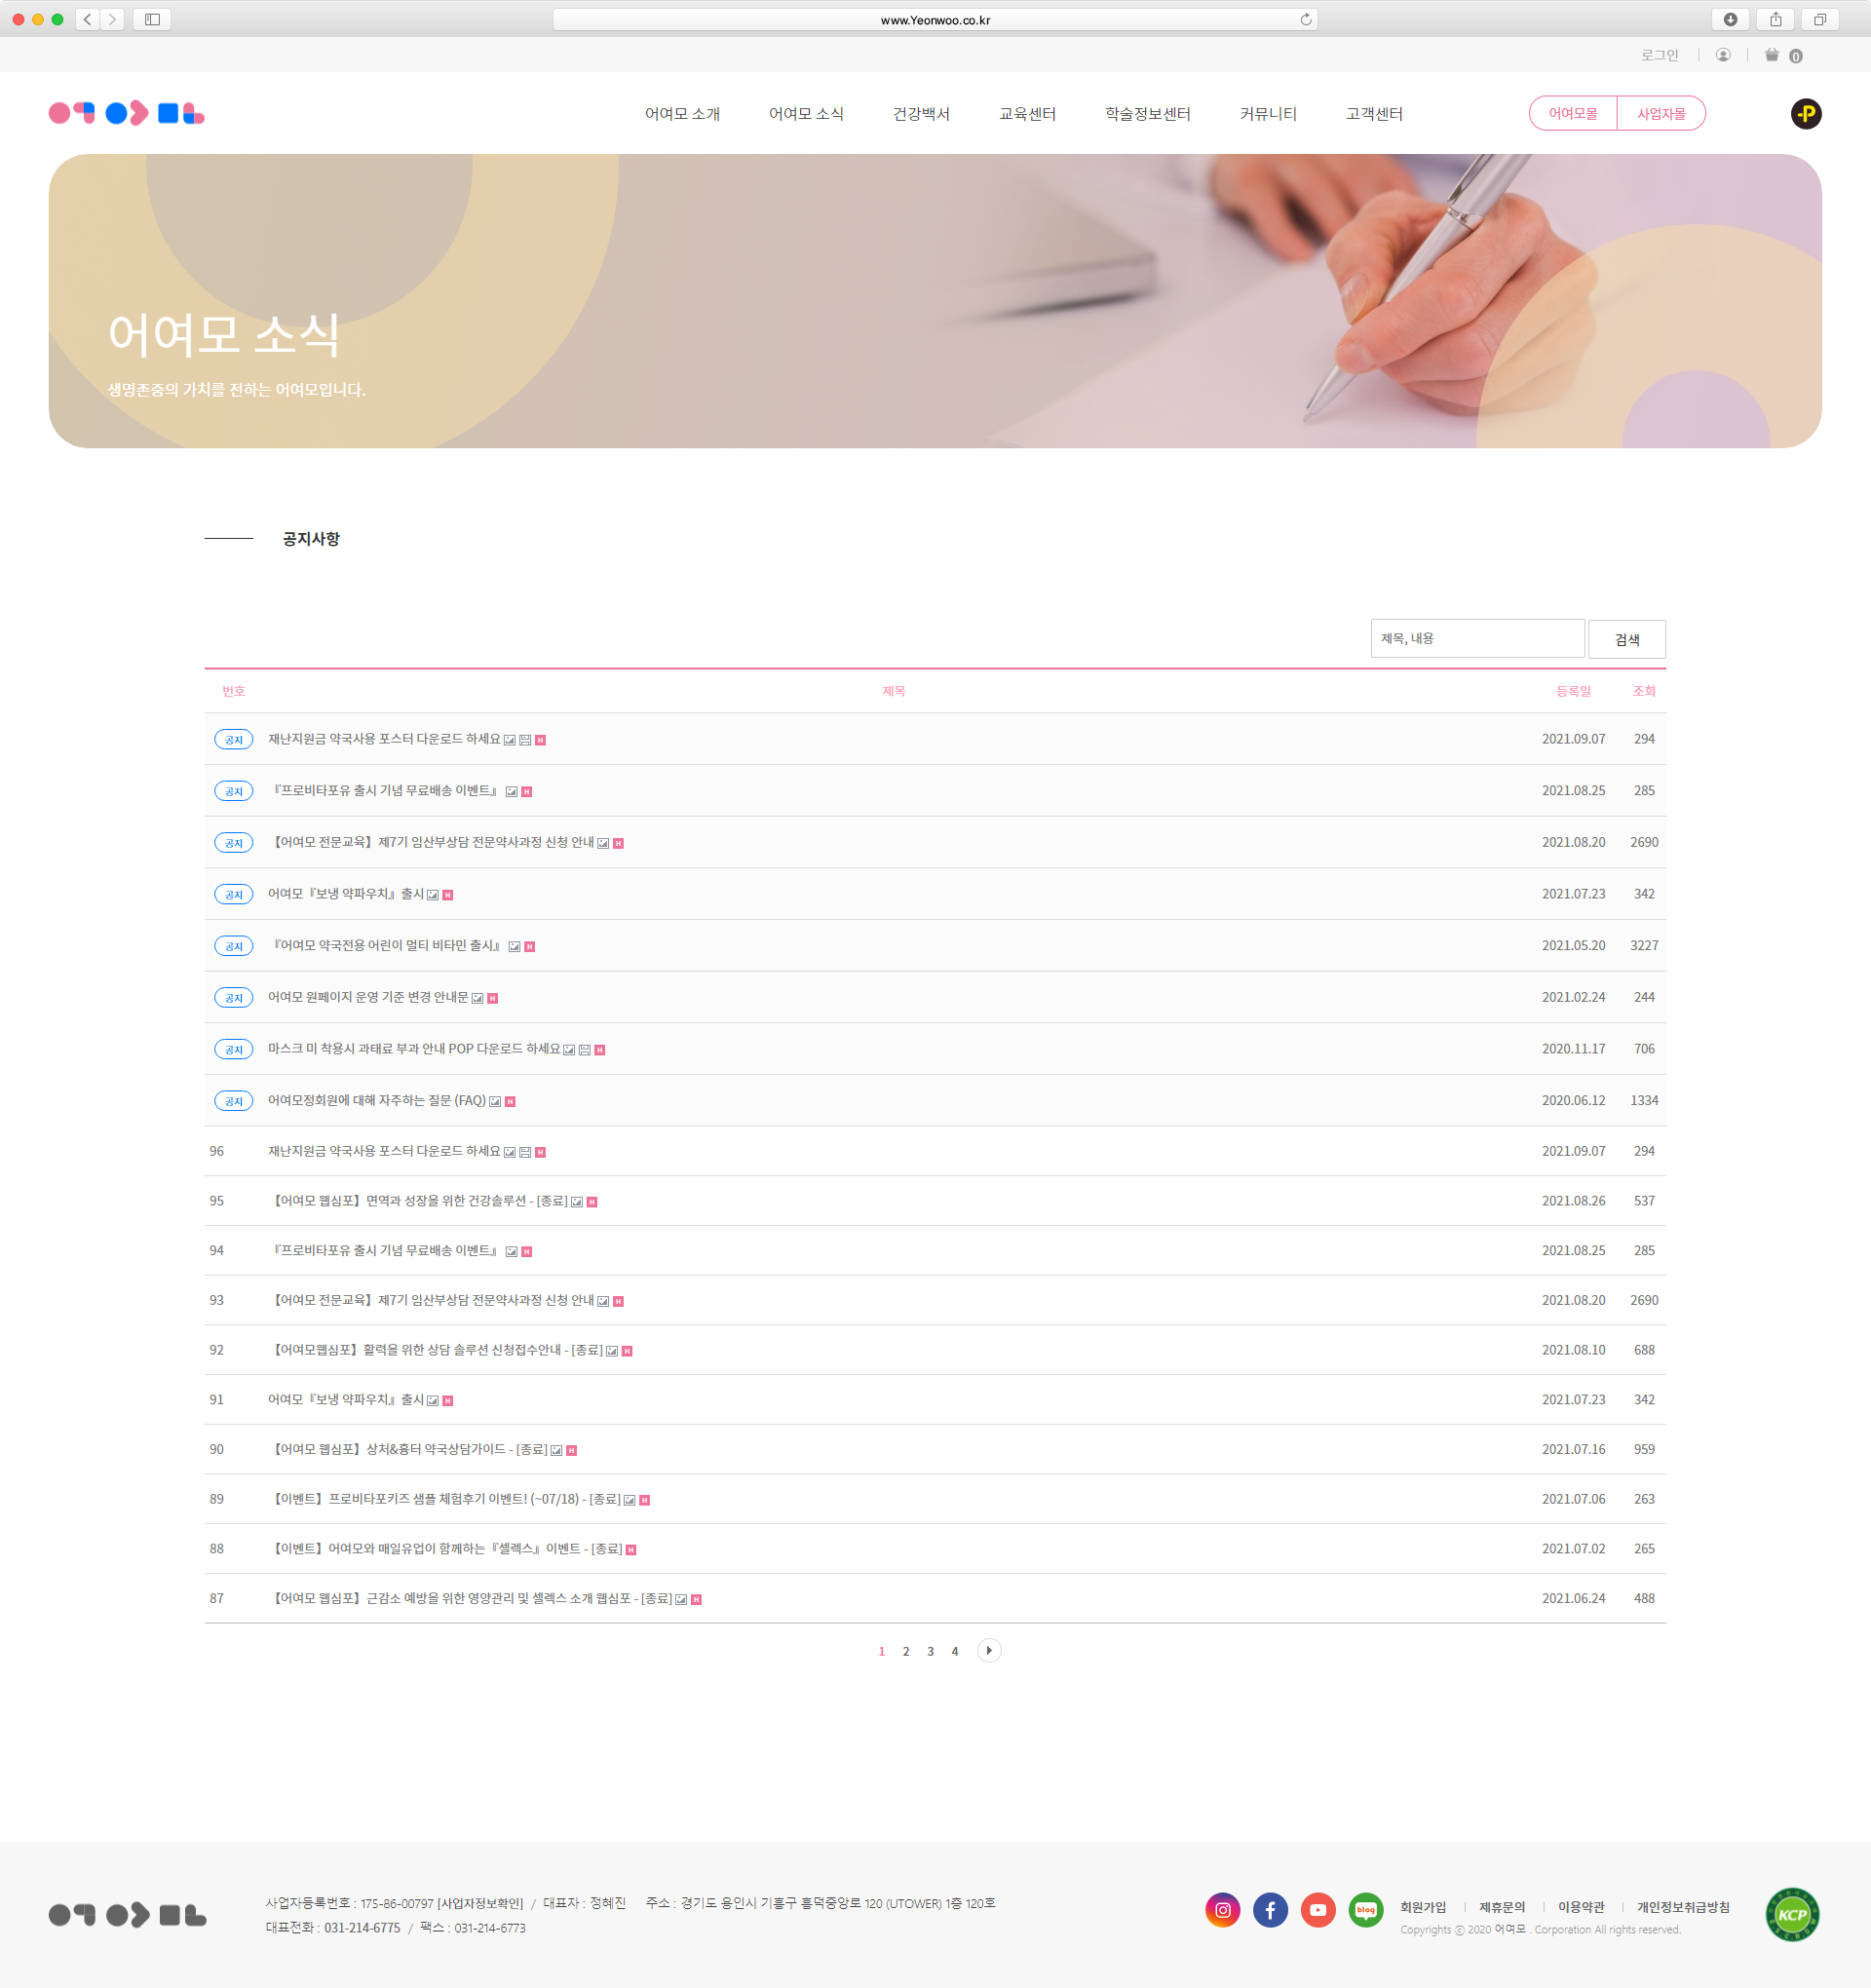 www.Yeonwoo.co.kr
로그인 0
어여모
어여모 소개 어여모 소식 건강백서 교육센터 학술정보센터 커뮤니티 고객센터 어여모몰 사업자몰 P
어여모 소식
생명존중의 가치를 전하는 어여모입니다.
공지사항
제목, 내용 검색
번호 제목 등록일 조회
공지 재난지원금 약국사용 포스터 다운로드 하세요 H 2021.09.07 294
공지 『프로비타포유 출시 기념 무료배송 이벤트』 H 2021.08.25 285
공지 【어여모 전문교육】제7기 임산부상담 전문약사과정 신청 안내 H 2021.08.20 2690
공지 어여모『보냉 약파우치』출시 H 2021.07.23 342
공지 『어여모 약국전용 어린이 멀티 비타민 출시』 H 2021.05.20 3227
공지 어여모 원페이지 운영 기준 변경 안내문 H 2021.02.24 244
공지 마스크 미 착용시 과태료 부과 안내 POP 다운로드 하세요 H 2020.11.17 706
공지 어여모정회원에 대해 자주하는 질문 (FAQ) H 2020.06.12 1334
96 재난지원금 약국사용 포스터 다운로드 하세요 H 2021.09.07 294
95 【어여모 웹심포】면역과 성장을 위한 건강솔루션 - [종료] H 2021.08.26 537
94 『프로비타포유 출시 기념 무료배송 이벤트』 H 2021.08.25 285
93 【어여모 전문교육】제7기 임산부상담 전문약사과정 신청 안내 H 2021.08.20 2690
92 【어여모웹심포】활력을 위한 상담 솔루션 신청접수안내 - [종료] H 2021.08.10 688
91 어여모『보냉 약파우치』출시 H 2021.07.23 342
90 【어여모 웹심포】상처&흉터 약국상담가이드 - [종료] H 2021.07.16 959
89 【이벤트】프로비타포키즈 샘플 체험후기 이벤트! (~07/18) - [종료] H 2021.07.06 263
88 【이벤트】어여모와 매일유업이 함께하는『셀렉스』이벤트 - [종료] H 2021.07.02 265
87 【어여모 웹심포】근감소 예방을 위한 영양관리 및 셀렉스 소개 웹심포 - [종료] H 2021.06.24 488
1 2 3 4
어여모
사업자등록번호 : 175-86-00797 [사업자정보확인] / 대표자 : 정혜진 주소 : 경기도 용인시 기흥구 흥덕중앙로 120 (UTOWER) 1층 120호
대표전화 : 031-214-6775 / 팩스 : 031-214-6773
blog
회원가입 제휴문의 이용약관 개인정보취급방침
Copyrights ⓒ 2020 어여모 . Corporation All rights reserved.
KCP